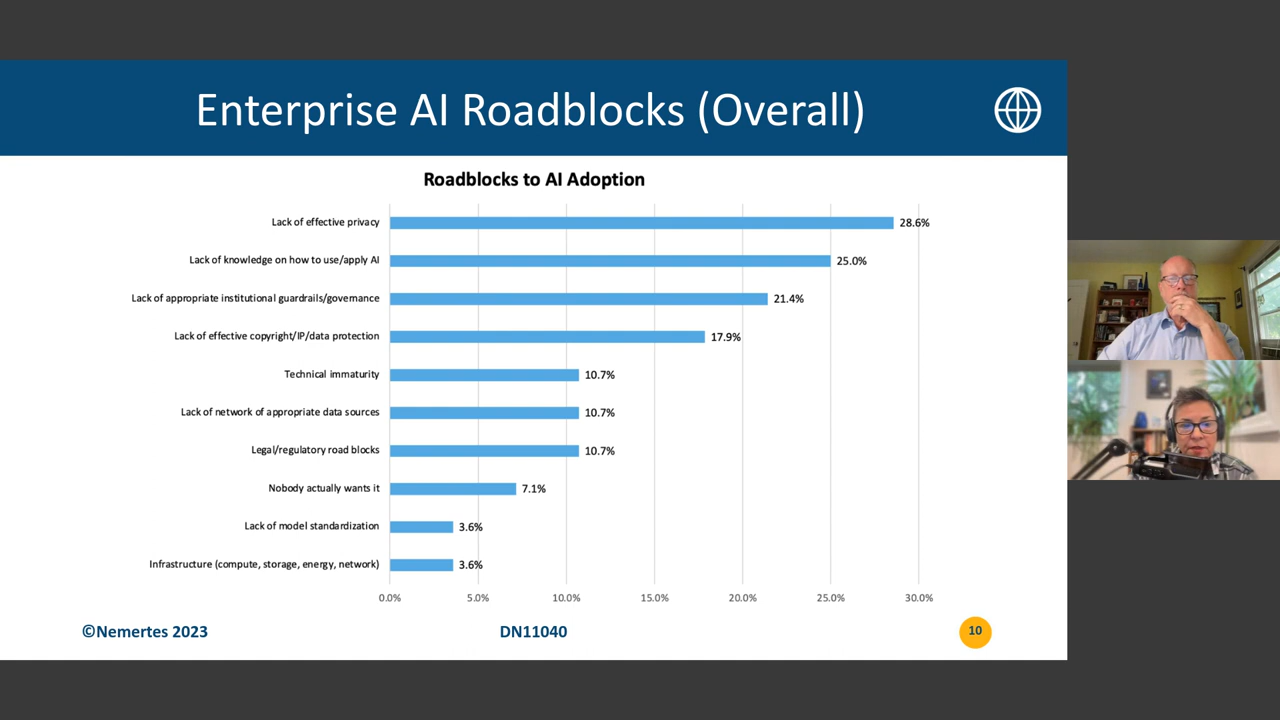 Enterprise AI Roadblocks (Overall)
Roadblocks to AI Adoption
Lack of effective privacy 28.6%
Lack of knowledge on how to use/apply AI 25.0%
Lack of appropriate institutional guardrails/governance 21.4%
Lack of effective copyright/IP/data protection 17.9%
Technical immaturity 10.7%
Lack of network of appropriate data sources 10.7%
Legal/regulatory road blocks 10.7%
Nobody actually wants it 7.1%
Lack of model standardization 3.6%
Infrastructure (compute, storage, energy, network) 3.6%
0.0% 5.0% 10.0% 15.0% 20.0% 25.0% 30.0%
©Nemertes 2023 DN11040 10